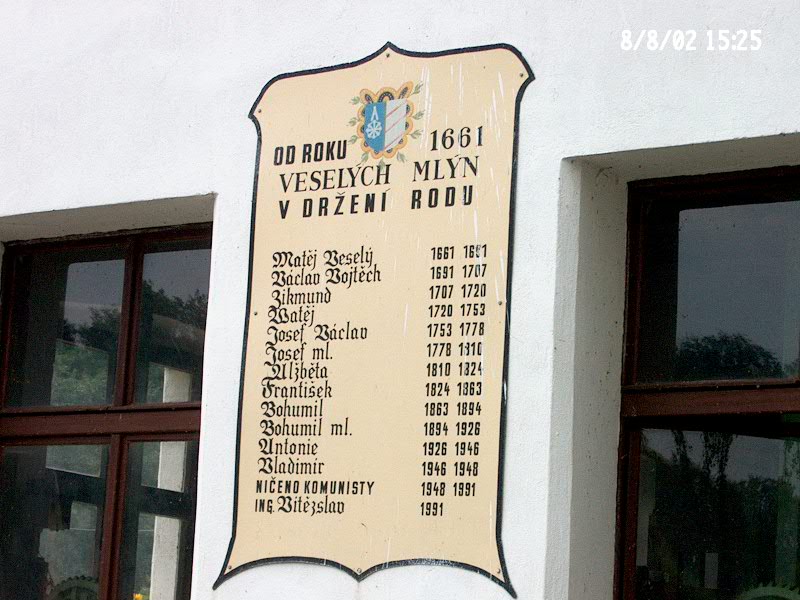 8/8/02 15:25
OD ROKU 1661
VESELÝCH MLÝN
V DRŽENÍ RODU
Matěj Veselý 1661 1691
Václav Vojtěch 1691 1707
Zikmund 1707 1720
Matěj 1720 1753
Josef Václav 1753 1778
Josef ml. 1778 1810
Alžběta 1810 1824
František 1824 1863
Bohumil 1863 1894
Bohumil ml. 1894 1926
Antonie 1926 1946
Vladimír 1946 1948
NIČENO KOMUNISTY 1948 1991
ING. Vítězslav 1991